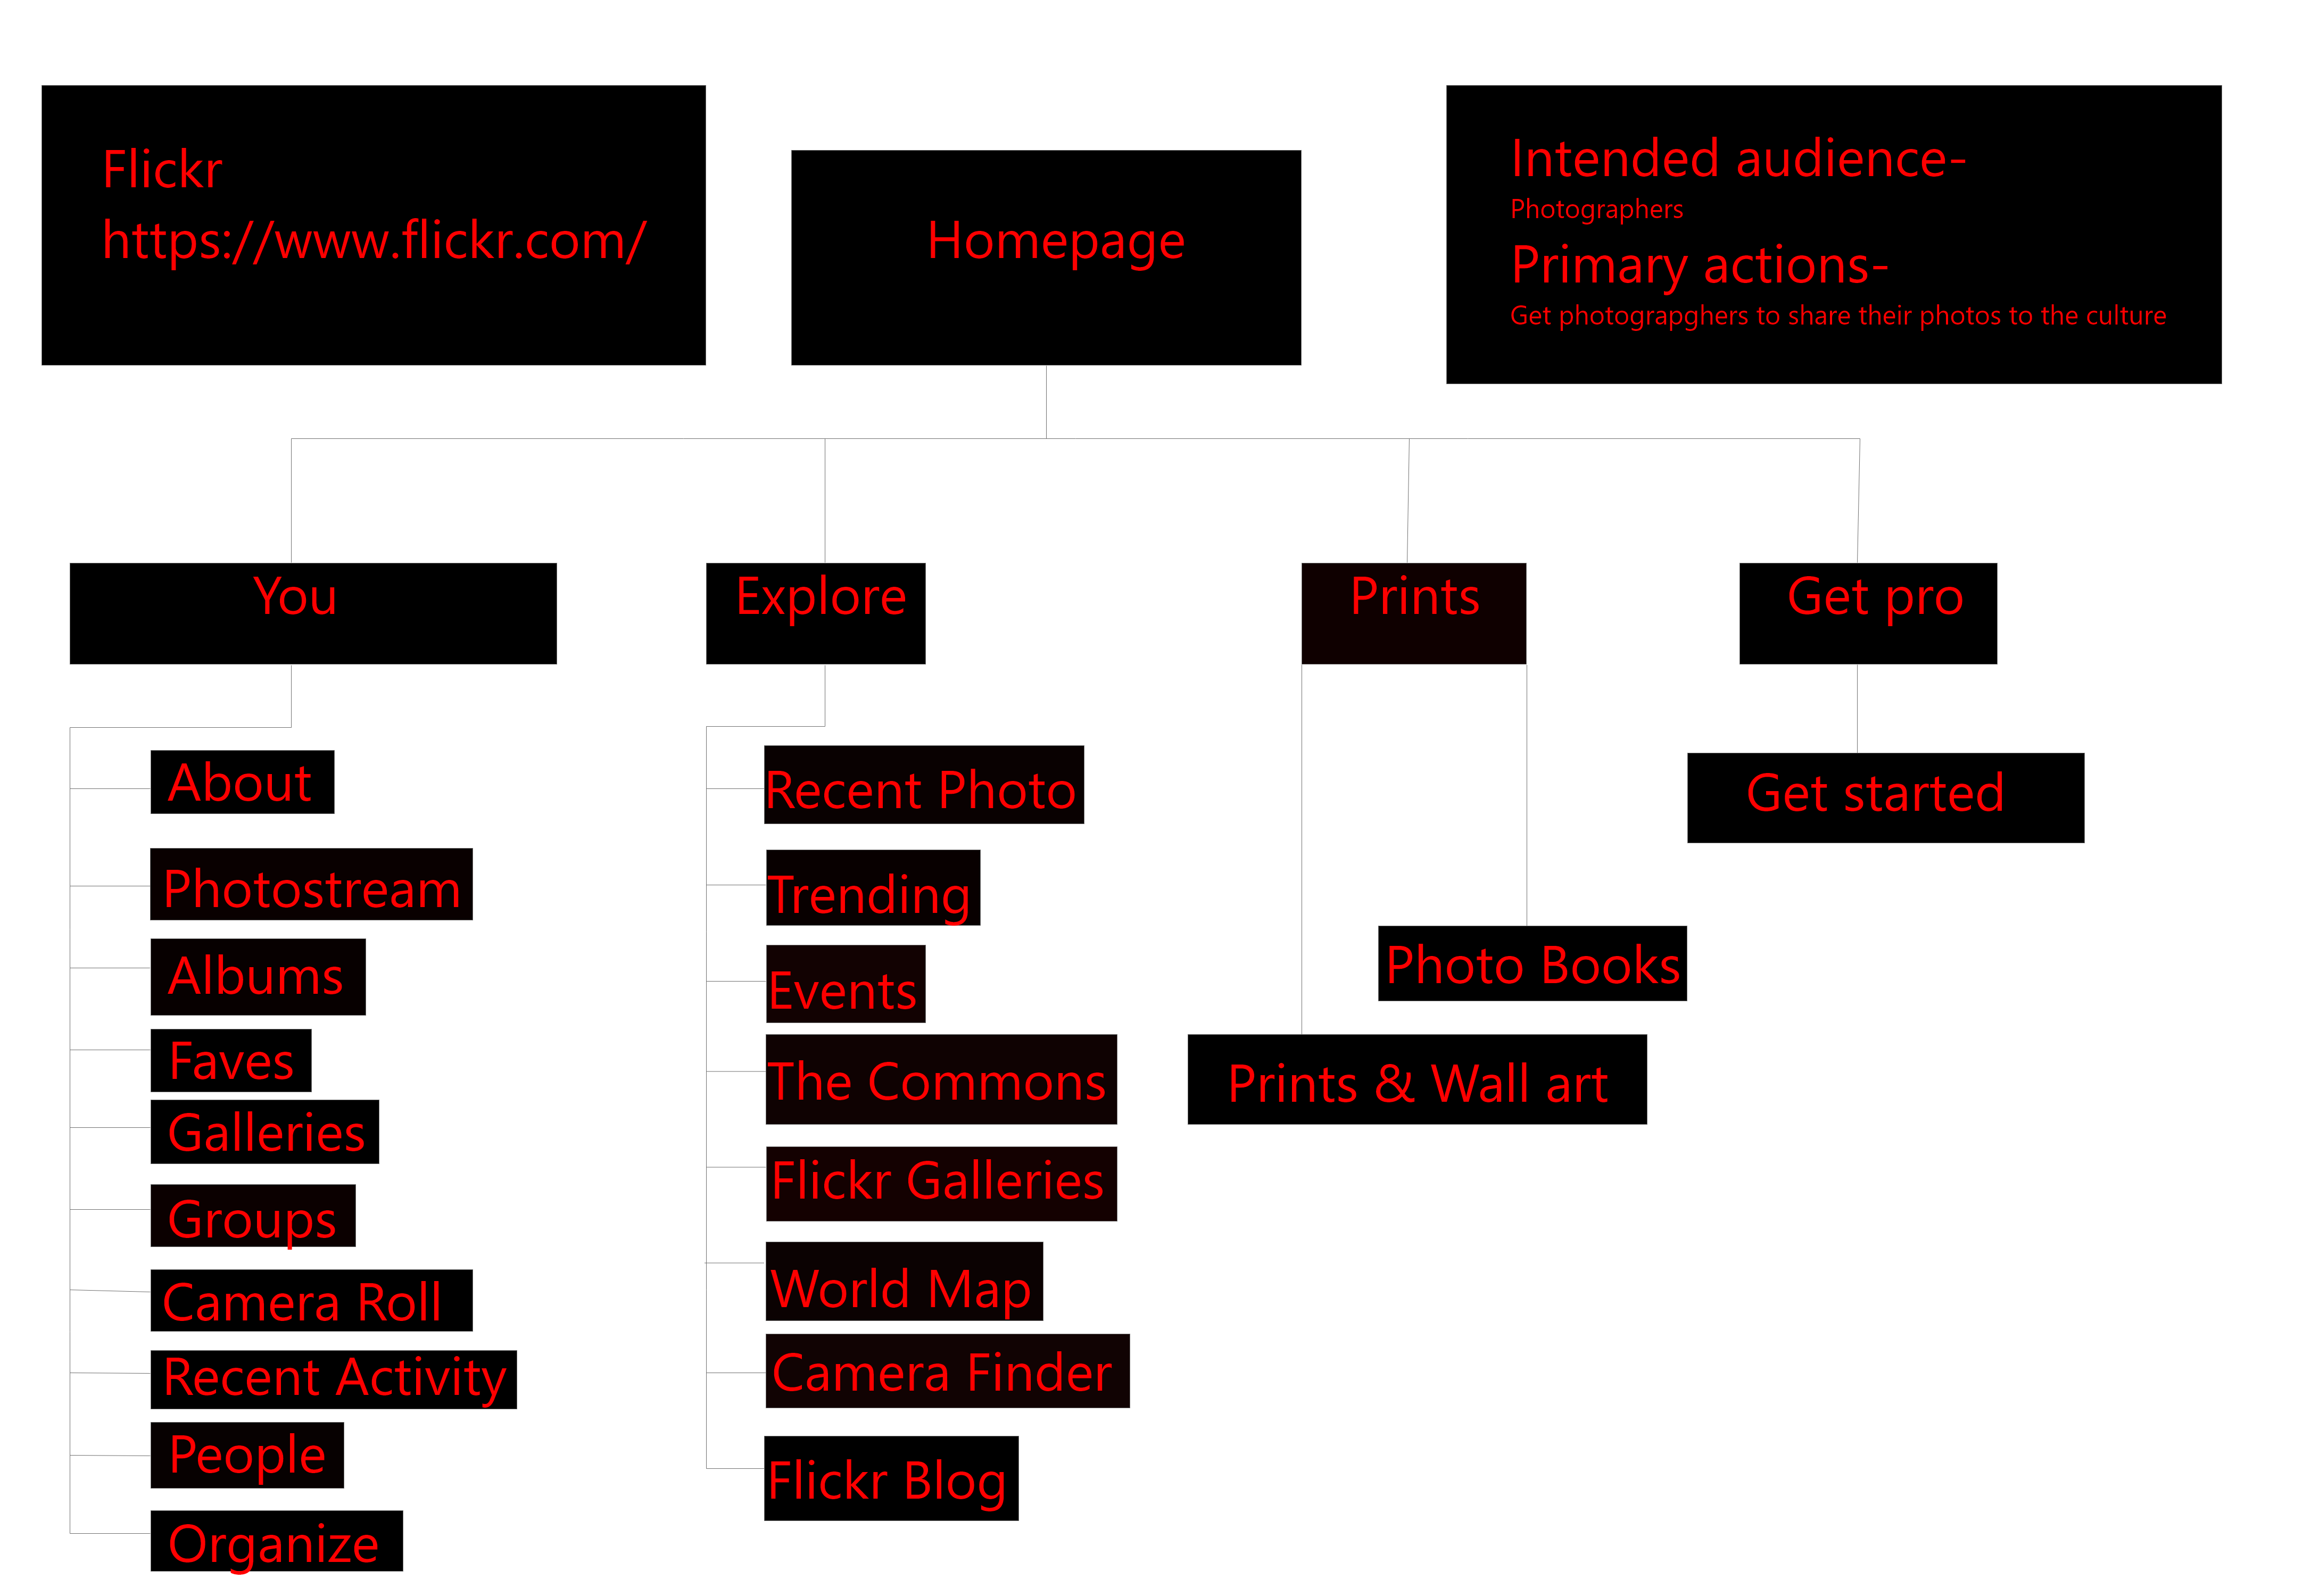 Flickr
https://www.flickr.com/
Homepage
Intended audience-
Photographers
Primary actions-
Get photograpghers to share their photos to the culture
You
Explore
Prints
Get pro
About
Photostream
Albums
Faves
Galleries
Groups
Camera Roll
Recent Activity
People
Organize
Recent Photo
Trending
Events
The Commons
Flickr Galleries
World Map
Camera Finder
Flickr Blog
Photo Books
Prints & Wall art
Get started